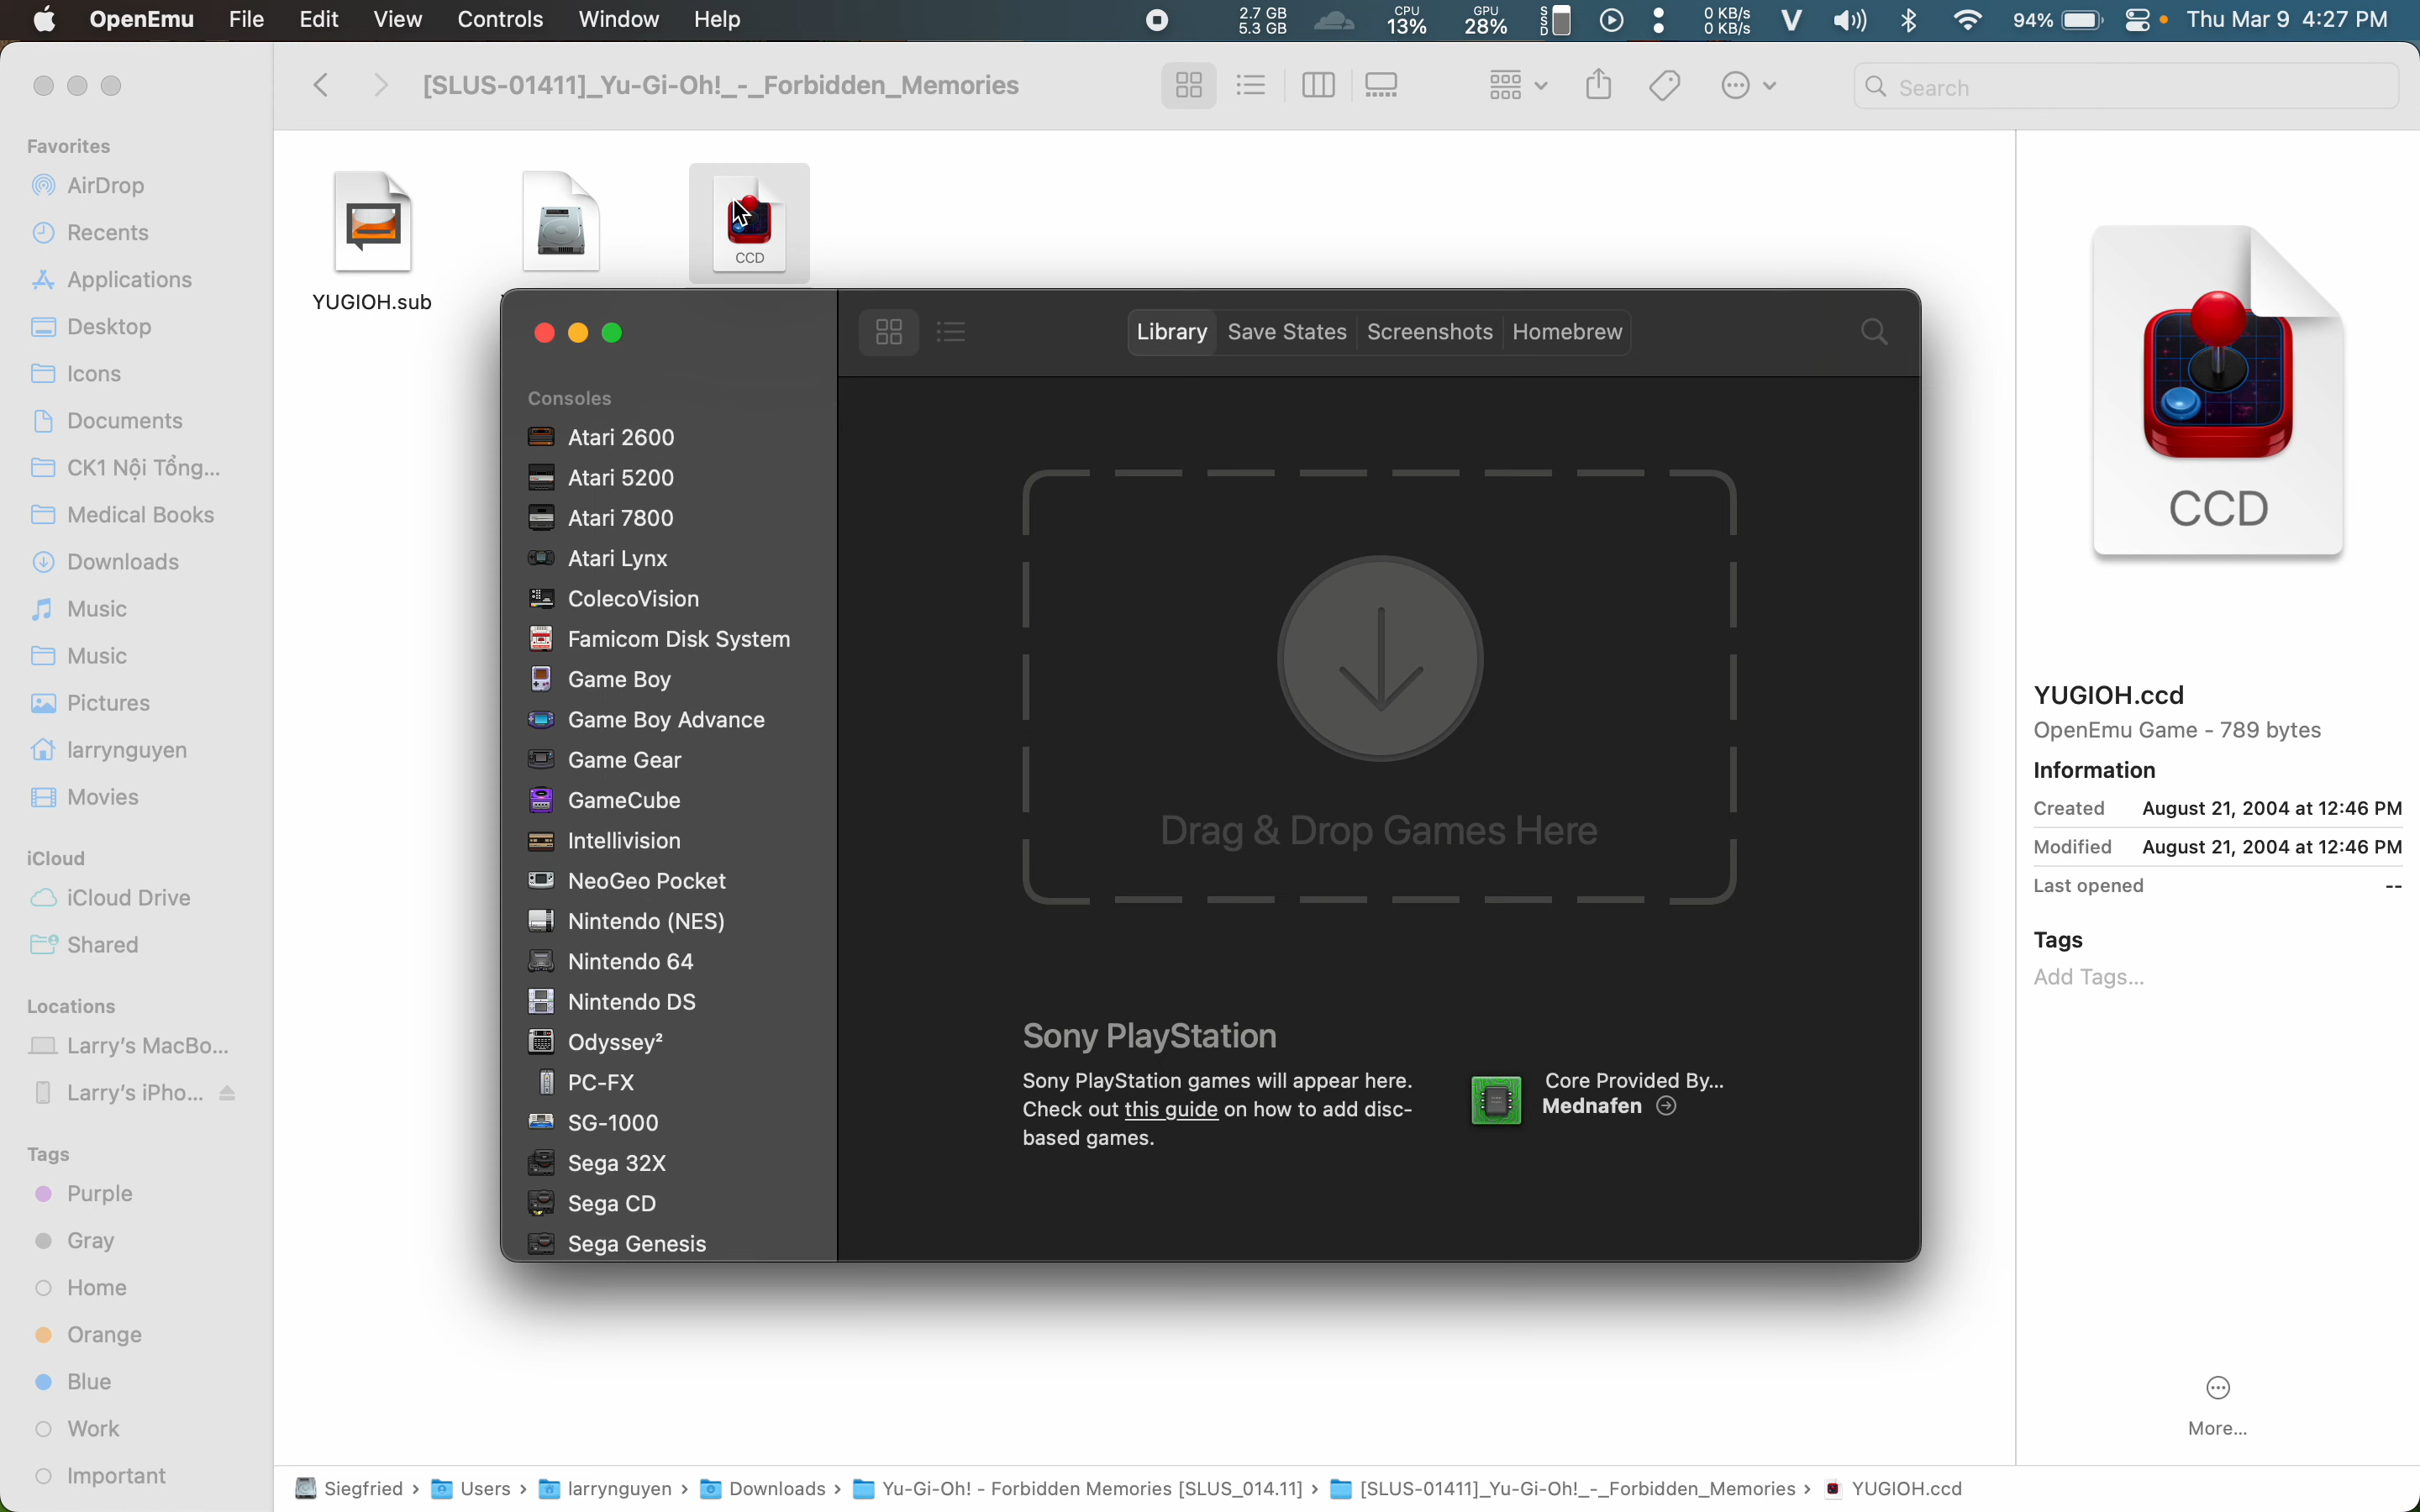 OpenEmu File Edit View Controls Window Help
2.7 GB
5.3 GB
CPU
13%
GPU
28%
SSD
0 KB/s
0 KB/s
V
94%
Thu Mar 9 4:27 PM
[SLUS-01411]_Yu-Gi-Oh!_-_Forbidden_Memories
Search
Favorites
AirDrop
Recents
Applications
Desktop
Icons
Documents
CK1 Nội Tổng...
Medical Books
Downloads
Music
Music
Pictures
larrynguyen
Movies
iCloud
iCloud Drive
Shared
Locations
Larry's MacBo...
Larry's iPho...
Tags
Purple
Gray
Home
Orange
Blue
Work
Important
YUGIOH.sub
CCD
Library Save States Screenshots Homebrew
Consoles
Atari 2600
Atari 5200
Atari 7800
Atari Lynx
ColecoVision
Famicom Disk System
Game Boy
Game Boy Advance
Game Gear
GameCube
Intellivision
NeoGeo Pocket
Nintendo (NES)
Nintendo 64
Nintendo DS
Odyssey²
PC-FX
SG-1000
Sega 32X
Sega CD
Sega Genesis
Drag & Drop Games Here
Sony PlayStation
Sony PlayStation games will appear here.
Check out this guide on how to add disc-
based games.
Core Provided By...
Mednafen
CCD
YUGIOH.ccd
OpenEmu Game - 789 bytes
Information
Created August 21, 2004 at 12:46 PM
Modified August 21, 2004 at 12:46 PM
Last opened --
Tags
Add Tags...
More...
Siegfried › Users › larrynguyen › Downloads › Yu-Gi-Oh! - Forbidden Memories [SLUS_014.11] › [SLUS-01411]_Yu-Gi-Oh!_-_Forbidden_Memories › YUGIOH.ccd